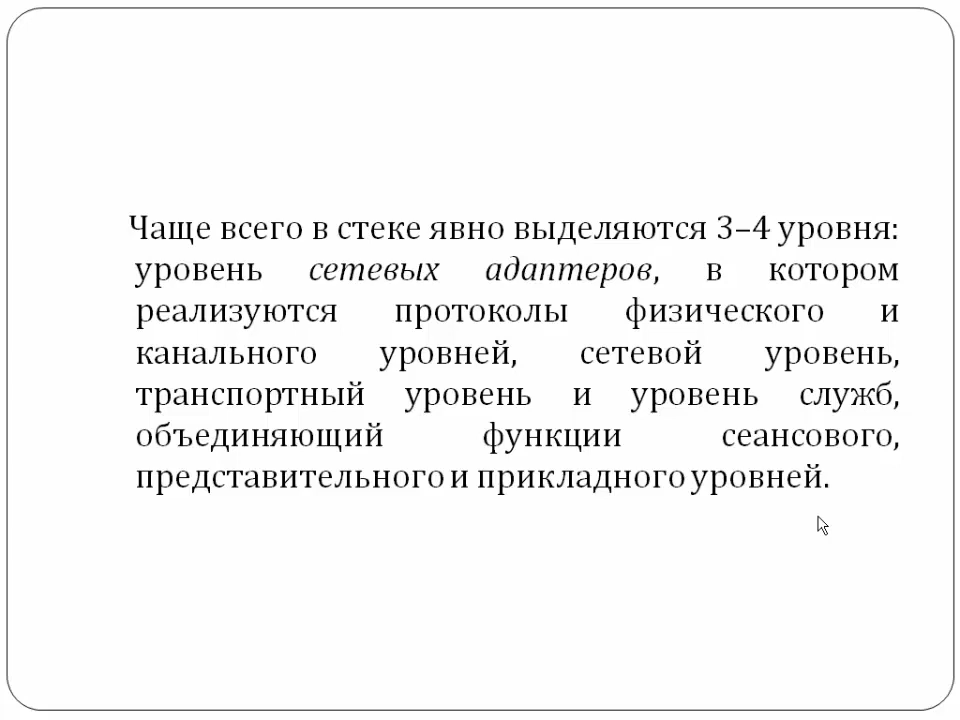 Чаще всего в стеке явно выделяются 3–4 уровня:
уровень сетевых адаптеров, в котором
реализуются протоколы физического и
канального уровней, сетевой уровень,
транспортный уровень и уровень служб,
объединяющий функции сеансового,
представительного и прикладного уровней.